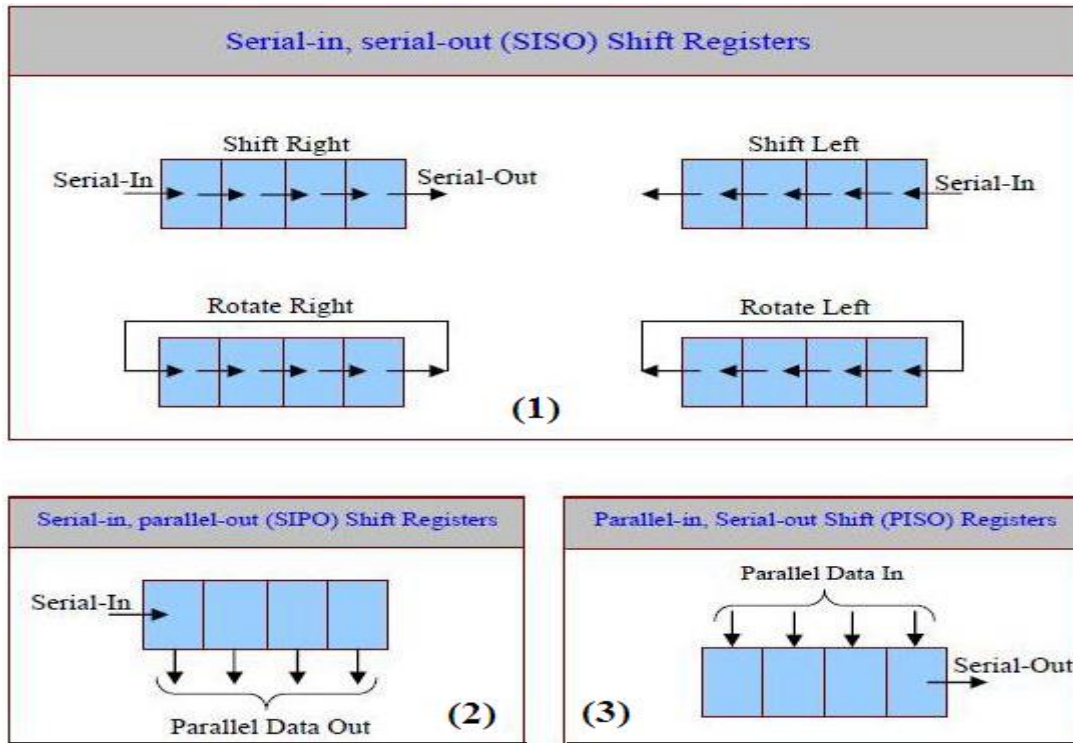 Serial-in, serial-out (SISO) Shift Registers
Shift Right
Serial-In
Serial-Out
Shift Left
Serial-In
Rotate Right
Rotate Left
(1)
Serial-in, parallel-out (SIPO) Shift Registers
Serial-In
Parallel Data Out
(2)
Parallel-in, Serial-out Shift (PISO) Registers
Parallel Data In
Serial-Out
(3)